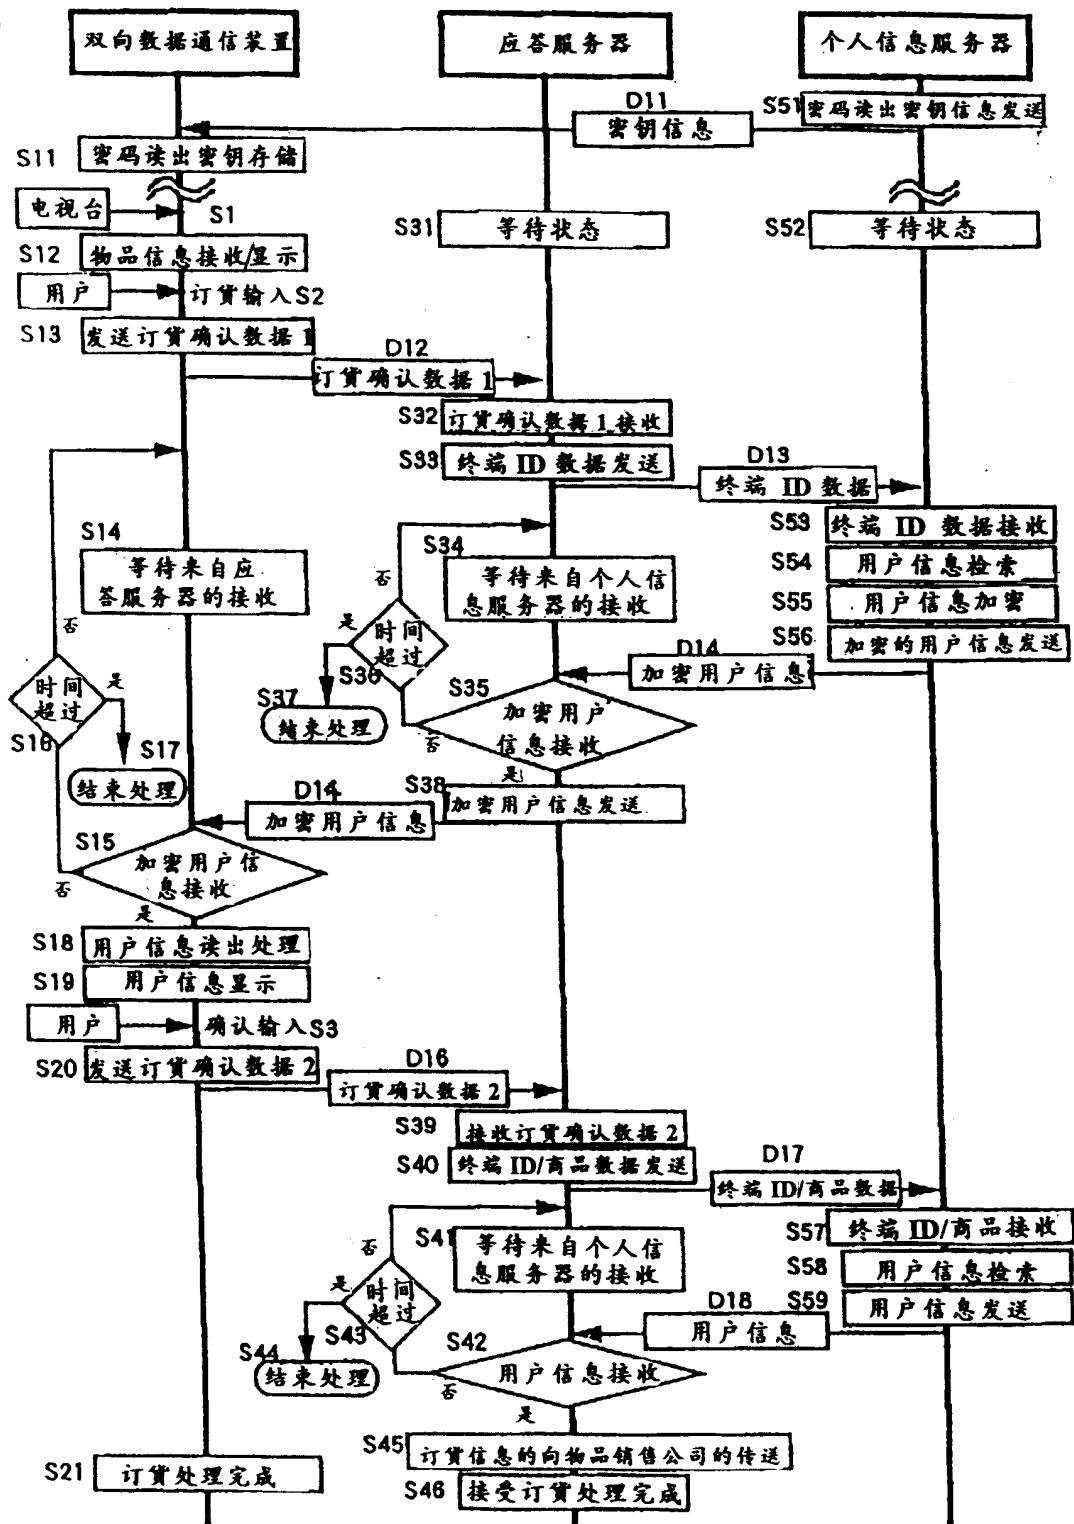 双向数据通信装置
应答服务器
个人信息服务器
S51
密码读出密钥信息发送
D11
密钥信息
S11
密码读出密钥存储
电视台
S1
S31
等待状态
S52
等待状态
S12
物品信息接收/显示
用户
订货输入S2
S13
发送订货确认数据1
D12
订货确认数据1
S32
订货确认数据1接收
S33
终端 ID 数据发送
D13
终端 ID 数据
S53
终端 ID 数据接收
S14
等待来自应
答服务器的接收
S34
等待来自个人信
息服务器的接收
S54
用户信息检索
S55
用户信息加密
S56
加密的用户信息发送
否
否
是
时间
超过
S36
D14
加密用户信息
S37
结束处理
S35
加密用户
信息接收
否
是
时间
超过
是
S16
S17
结束处理
S38
加密用户信息发送
D14
加密用户信息
S15
加密用户信
息接收
否
是
S18
用户信息读出处理
S19
用户信息显示
用户
确认输入S3
S20
发送订货确认数据2
D16
订货确认数据2
S39
接收订货确认数据2
S40
终端 ID/商品数据发送
D17
终端 ID/商品数据
S57
终端 ID/商品接收
S41
等待来自个人信
息服务器的接收
S58
用户信息检索
S59
用户信息发送
否
是
时间
超过
S43
D18
用户信息
S44
结束处理
S42
用户信息接收
否
是
S45
订货信息的向物品销售公司的传送
S21
订货处理完成
S46
接受订货处理完成